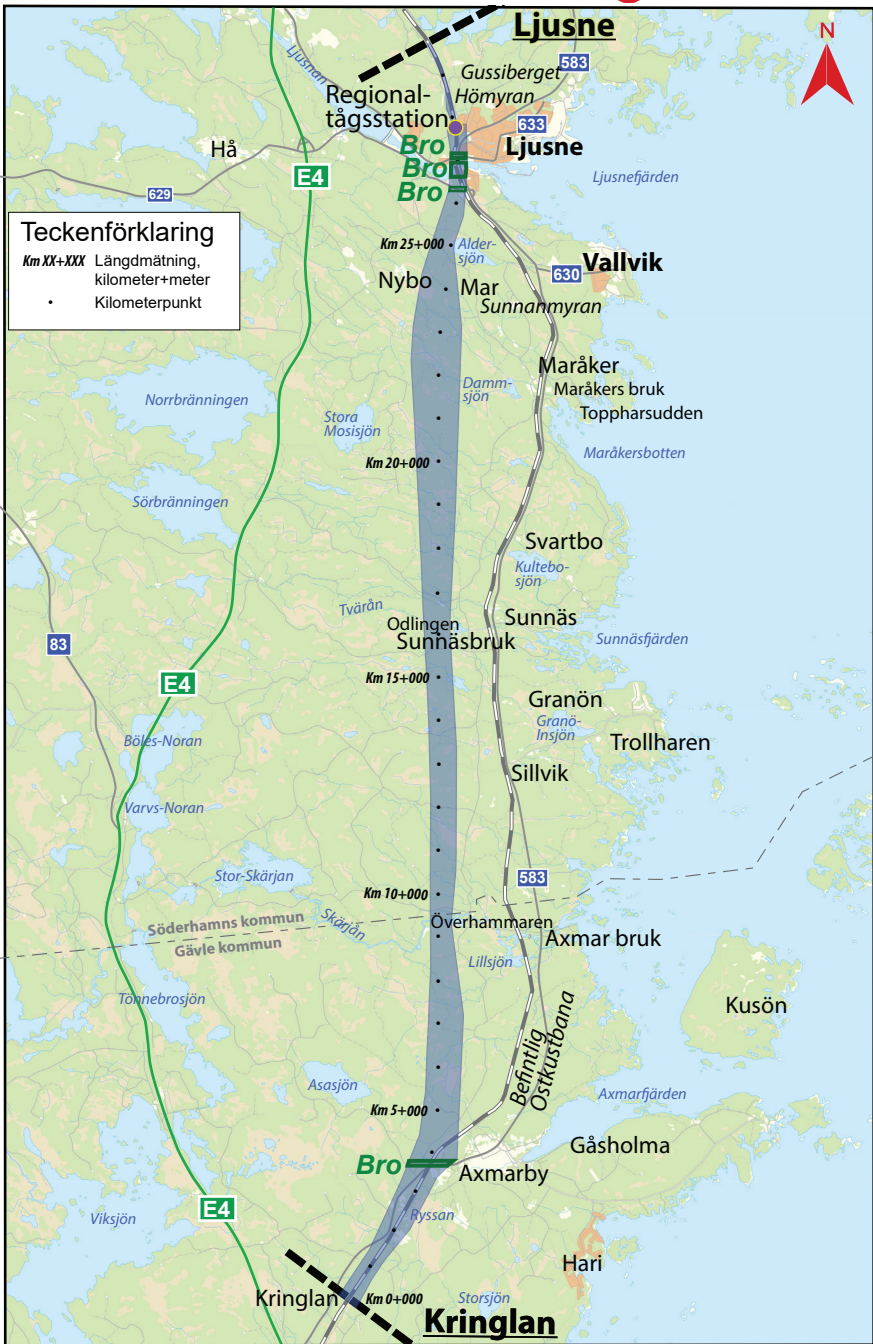 Ljusne
N
583
Gussiberget
Ljusnan
Hömyran
Regional-
tågsstation
633
Bro
Ljusne
Hå
Bro
E4
Ljusnefjärden
Bro
629
Teckenförklaring
Km XX+XXX Längdmätning,
kilometer+meter
• Kilometerpunkt
Km 25+000
Alder-
sjön
Vallvik
630
Nybo
Mar
Sunnanmyran
Maråker
Maråkers bruk
Damm-
sjön
Norrbränningen
Toppharsudden
Stora
Mosisjön
Maråkersbotten
Km 20+000
Sörbränningen
Svartbo
Kultebo-
sjön
Tvärån
Sunnäs
Odlingen
Sunnäsbruk
Sunnäsfjärden
83
Km 15+000
E4
Granön
Granö-
Insjön
Böles-Noran
Trollharen
Sillvik
Varvs-Noran
Stor-Skärjan
583
Km 10+000
Söderhamns kommun
Skärjån
Överhammaren
Gävle kommun
Axmar bruk
Lillsjön
Tönnebrosjön
Kusön
Befintlig
Ostkustbana
Asasjön
Axmarfjärden
Km 5+000
Gåsholma
Bro
Axmarby
E4
Viksjön
Ryssan
Hari
Kringlan
Km 0+000
Storsjön
Kringlan